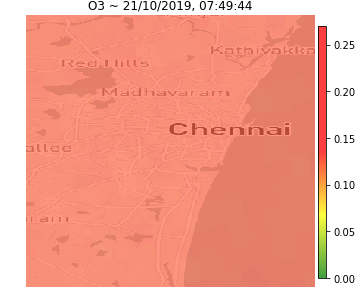 O3 ~ 21/10/2019, 07:49:44
Kathivakka
Red Hills
Madhavaram
Chennai
allee
ram
0.25
0.20
0.15
0.10
0.05
0.00